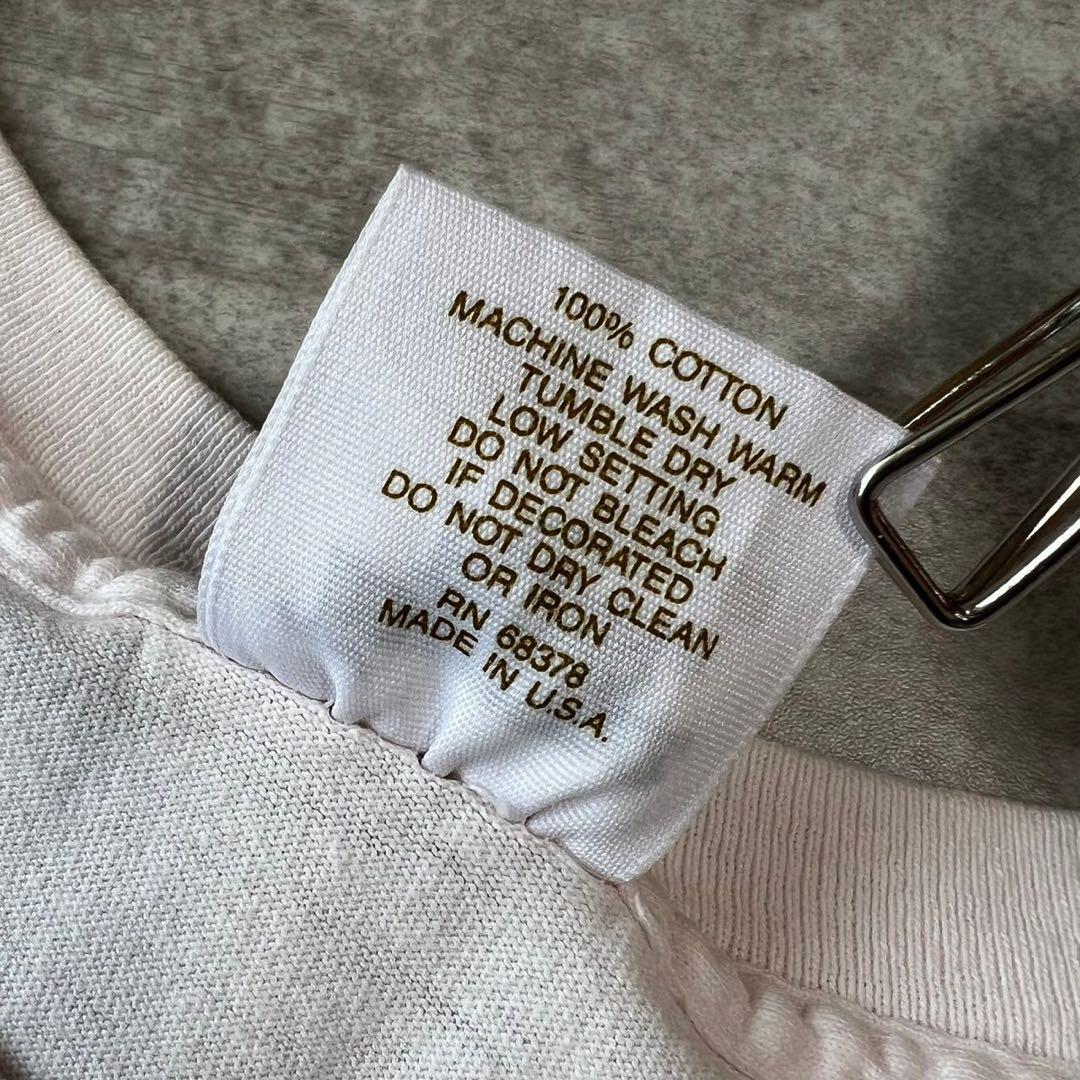 100% COTTON
MACHINE WASH WARM
TUMBLE DRY
LOW SETTING
DO NOT BLEACH
IF DECORATED
DO NOT DRY CLEAN
OR IRON
RN 68378
MADE IN U.S.A.